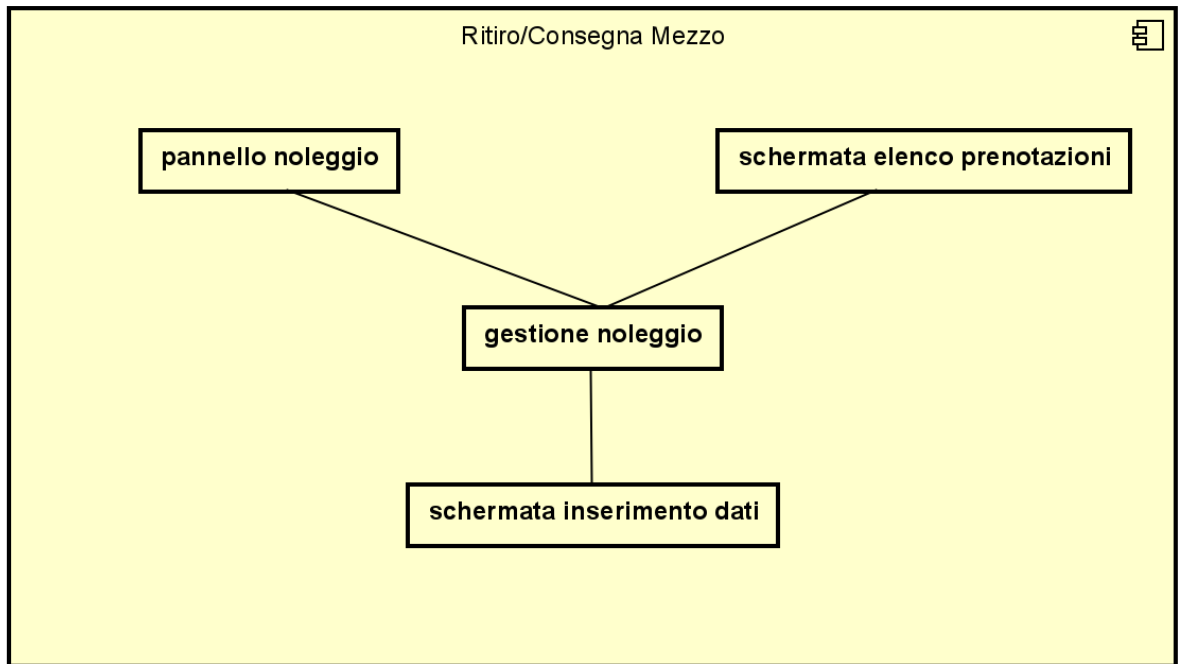 Ritiro/Consegna Mezzo
pannello noleggio
schermata elenco prenotazioni
gestione noleggio
schermata inserimento dati